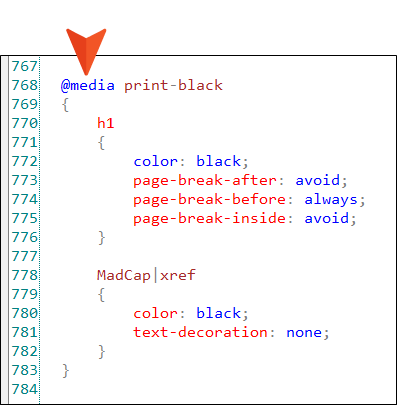 767
768 @media print-black
769 {
770 h1
771 {
772 color: black;
773 page-break-after: avoid;
774 page-break-before: always;
775 page-break-inside: avoid;
776 }
777
778 MadCap|xref
779 {
780 color: black;
781 text-decoration: none;
782 }
783 }
784